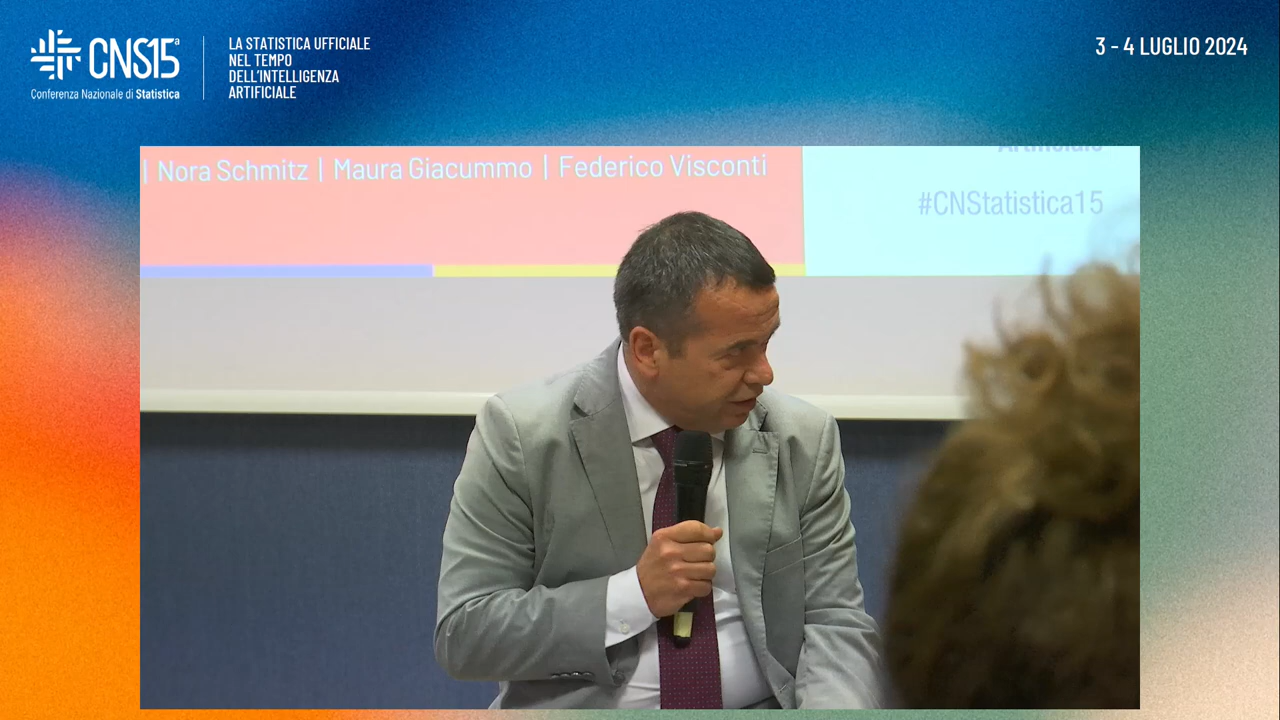 CNS15ª
Conferenza Nazionale di Statistica
LA STATISTICA UFFICIALE
NEL TEMPO
DELL'INTELLIGENZA
ARTIFICIALE
3 - 4 LUGLIO 2024
| Nora Schmitz | Maura Giacummo | Federico Visconti
Artificiale
#CNStatistica15